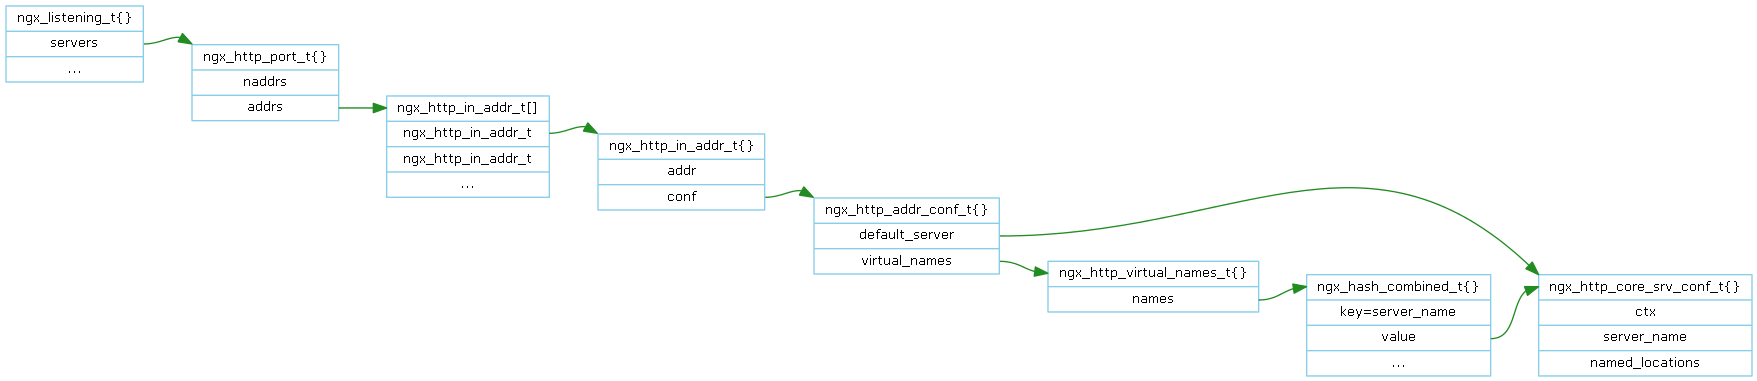 ngx_listening_t{}
servers
...
ngx_http_port_t{}
naddrs
addrs
ngx_http_in_addr_t[]
ngx_http_in_addr_t
ngx_http_in_addr_t
...
ngx_http_in_addr_t{}
addr
conf
ngx_http_addr_conf_t{}
default_server
virtual_names
ngx_http_virtual_names_t{}
names
ngx_hash_combined_t{}
key=server_name
value
...
ngx_http_core_srv_conf_t{}
ctx
server_name
named_locations